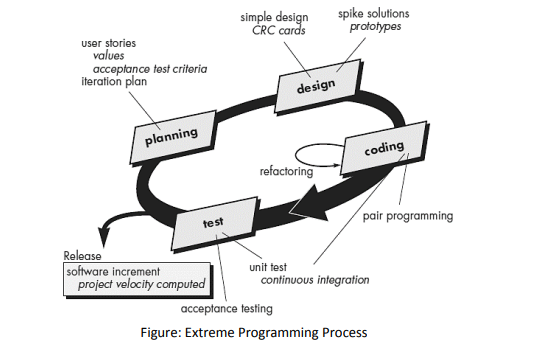 simple design
CRC cards
spike solutions
prototypes
user stories
values
acceptance test criteria
iteration plan
design
planning
coding
refactoring
pair programming
test
Release
software increment
project velocity computed
unit test
continuous integration
acceptance testing
Figure: Extreme Programming Process